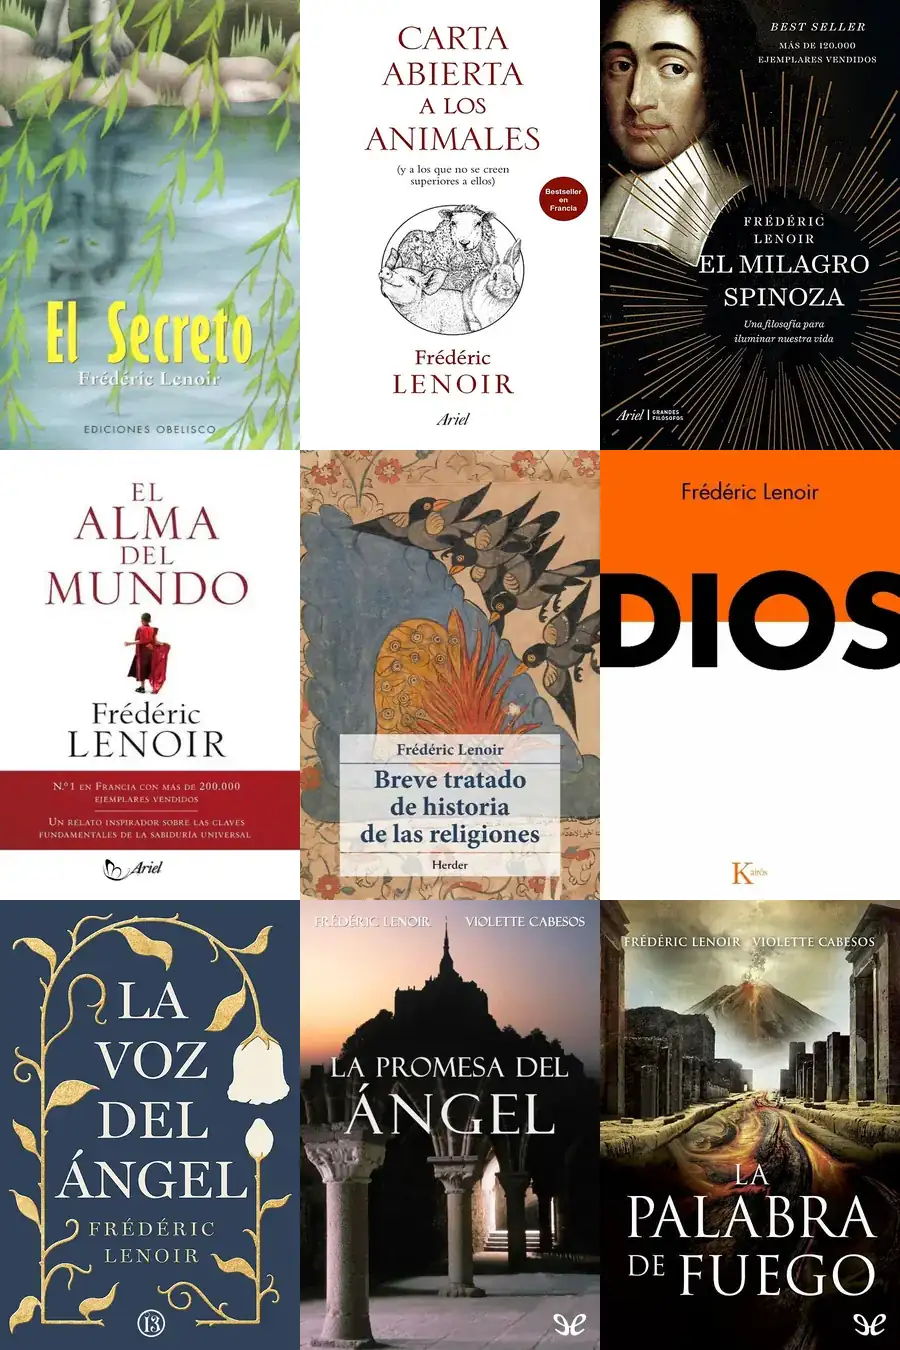 El Secreto
Frédéric Lenoir
EDICIONES OBELISCO
CARTA
ABIERTA
A LOS
ANIMALES
(y a los que no se creen
superiores a ellos)
Bestseller
en
Francia
Frédéric
LENOIR
Ariel
BEST SELLER
MÁS DE 120.000
EJEMPLARES VENDIDOS
FRÉDÉRIC
LENOIR
EL MILAGRO
SPINOZA
Una filosofía para
iluminar nuestra vida
Ariel | GRANDES
FILÓSOFOS
EL
ALMA
DEL
MUNDO
Frédéric
LENOIR
N.º 1 EN FRANCIA CON MÁS DE 200.000
EJEMPLARES VENDIDOS
UN RELATO INSPIRADOR SOBRE LAS CLAVES
FUNDAMENTALES DE LA SABIDURÍA UNIVERSAL
Ariel
Frédéric Lenoir
Breve tratado
de historia
de las religiones
Herder
Frédéric Lenoir
DIOS
Kairós
LA
VOZ
DEL
ÁNGEL
FRÉDÉRIC
LENOIR
13
FRÉDÉRIC LENOIR VIOLETTE CABESOS
LA PROMESA DEL
ÁNGEL
FRÉDÉRIC LENOIR VIOLETTE CABESOS
LA
PALABRA
DE FUEGO